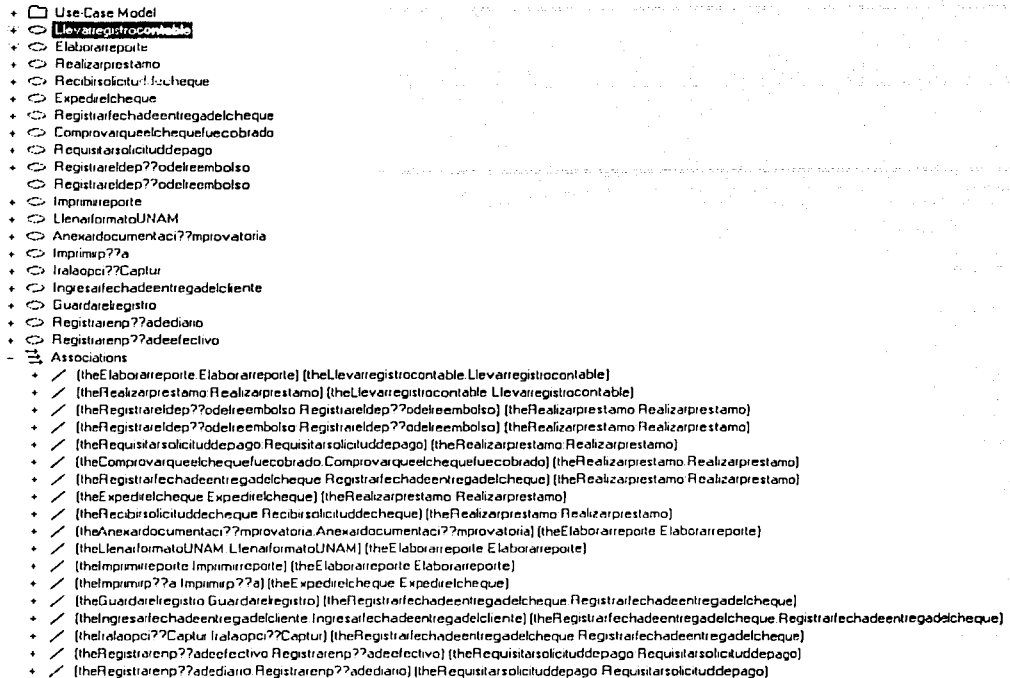 Use-Case Model
Llevarregistrocontable
Elaborarreporte
Realizarprestamo
Recibirsolicituddecheque
Expedirelcheque
Registrarfechadeentregadelcheque
Comprovarqueelchequefuecobrado
Requisitarsolicituddepago
Registrareldep??odelreembolso
Registrareldep??odelreembolso
Imprimirreporte
LlenarformatoUNAM
Anexardocumentaci??mprovatoria
Imprimirp??a
Iralaopci??Captur
Ingresarfechadeentregadelcliente
Guardarelregistro
Registrarenp??adediario
Registrarenp??adeefectivo
Associations
(theElaborarreporte.Elaborarreporte) (theLlevarregistrocontable.Llevarregistrocontable)
(theRealizarprestamo:Realizarprestamo) (theLlevarregistrocontable Llevarregistrocontable)
(theRegistrareldep??odelreembolso Registrareldep??odelreembolso) (theRealizarprestamo Realizarprestamo)
(theRegistrareldep??odelreembolso Registrareldep??odelreembolso) (theRealizarprestamo Realizarprestamo)
(theRequisitarsolicituddepago.Requisitarsolicituddepago) (theRealizarprestamo:Realizarprestamo)
(theComprovarqueelchequefuecobrado.Comprovarqueelchequefuecobrado) (theRealizarprestamo.Realizarprestamo)
(theRegistrarfechadeentregadelcheque Registrarfechadeentregadelcheque) (theRealizarprestamo:Realizarprestamo)
(theExpedirelcheque Expedirelcheque) (theRealizarprestamo Realizarprestamo)
(theRecibirsolicituddecheque Recibirsolicituddecheque) (theRealizarprestamo:Realizarprestamo)
(theAnexardocumentaci??mprovatoria.Anexardocumentaci??mprovatoria) (theElaborarreporte Elaborarreporte)
(theLlenarformatoUNAM.LlenarformatoUNAM) (theElaborarreporte Elaborarreporte)
(theImprimirreporte Imprimirreporte) (theElaborarreporte Elaborarreporte)
(theImprimirp??a Imprimirp??a) (theExpedirelcheque Expedirelcheque)
(theGuardarelregistro Guardarelregistro) (theRegistrarfechadeentregadelcheque.Registrarfechadeentregadelcheque)
(theIngresarfechadeentregadelcliente.Ingresarfechadeentregadelcliente) (theRegistrarfechadeentregadelcheque.Registrarfechadeentregadelcheque)
(theIralaopci??Captur Iralaopci??Captur) (theRegistrarfechadeentregadelcheque Registrarfechadeentregadelcheque)
(theRegistrarenp??adeefectivo Registrarenp??adeefectivo) (theRequisitarsolicituddepago Requisitarsolicituddepago)
(theRegistrarenp??adediario.Registrarenp??adediario) (theRequisitarsolicituddepago Requisitarsolicituddepago)